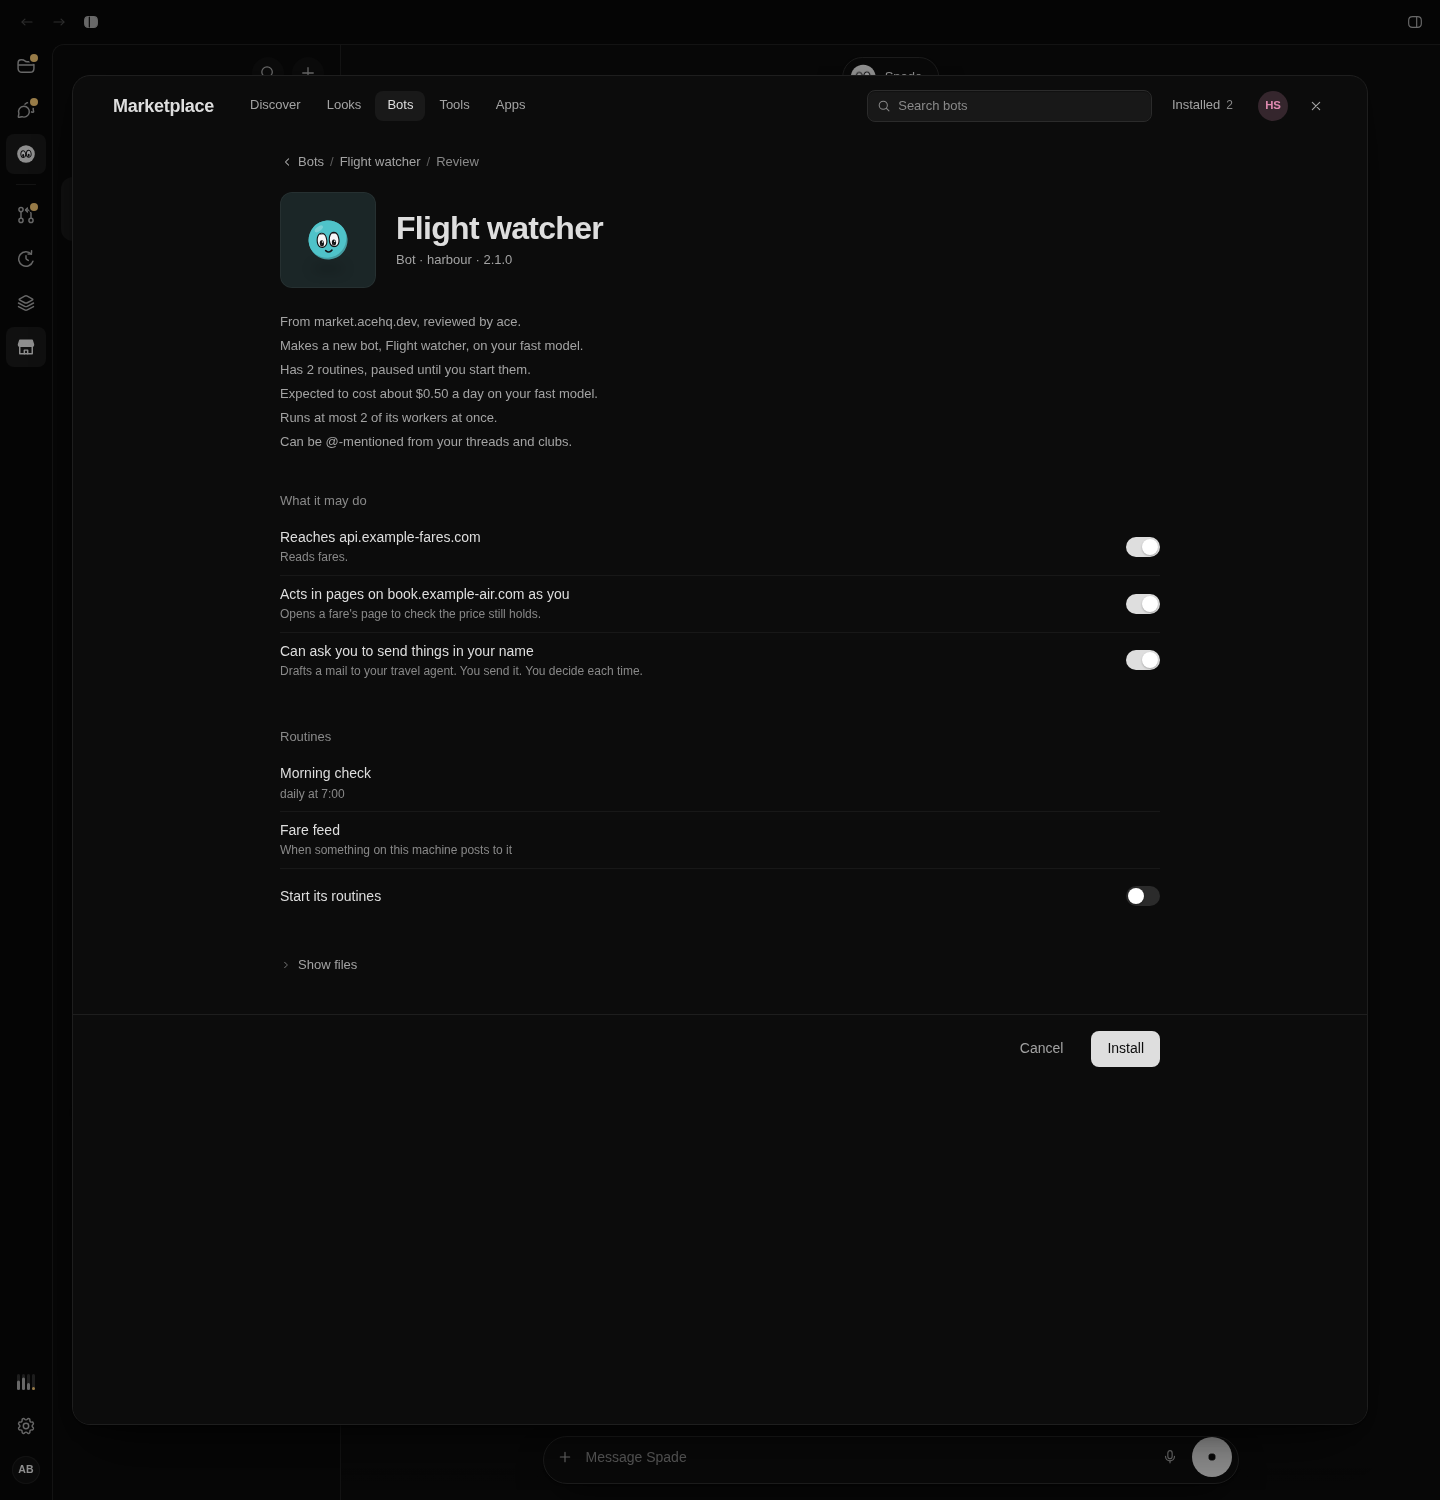 Spade
Marketplace
Discover
Looks
Bots
Tools
Apps
Search bots
Installed 2
HS
Bots / Flight watcher / Review
Flight watcher
Bot · harbour · 2.1.0
From market.acehq.dev, reviewed by ace.
Makes a new bot, Flight watcher, on your fast model.
Has 2 routines, paused until you start them.
Expected to cost about $0.50 a day on your fast model.
Runs at most 2 of its workers at once.
Can be @-mentioned from your threads and clubs.
What it may do
Reaches api.example-fares.com
Reads fares.
Acts in pages on book.example-air.com as you
Opens a fare's page to check the price still holds.
Can ask you to send things in your name
Drafts a mail to your travel agent. You send it. You decide each time.
Routines
Morning check
daily at 7:00
Fare feed
When something on this machine posts to it
Start its routines
Show files
Cancel
Install
AB
Message Spade